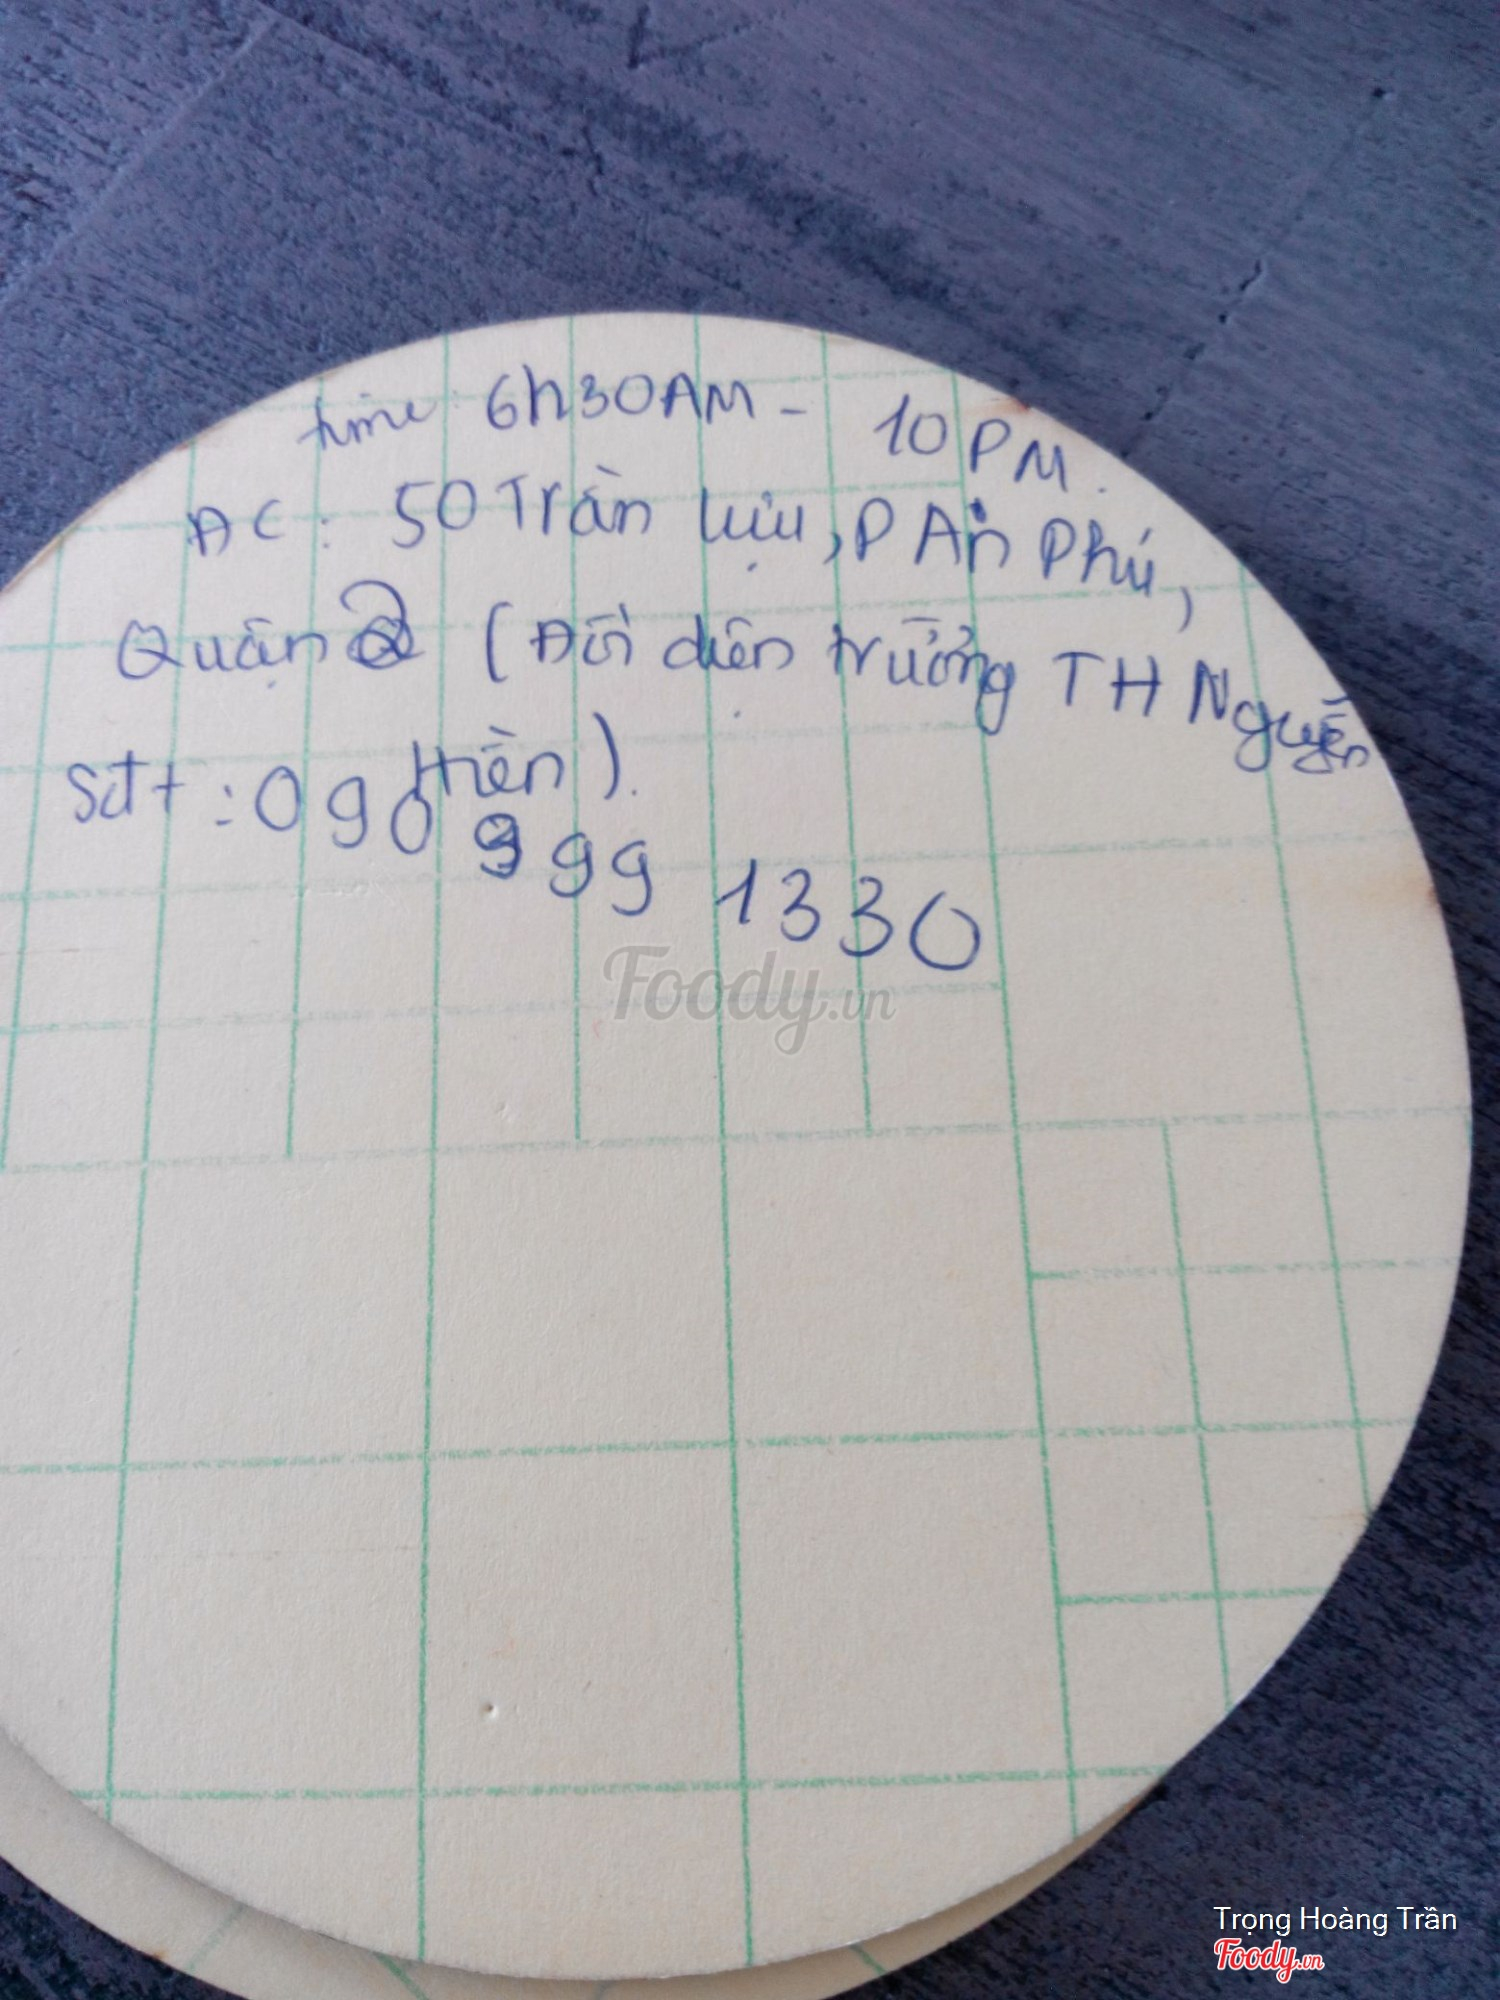 time: 6h30AM - 10PM.
ĐC: 50 Trần Lựu, P An Phú,
Quận 2 (Đối diện trường TH Nguyễn
Hiền).
Sđt: 090 999 1330
Foody.vn
Trọng Hoàng Trần
Foody.vn